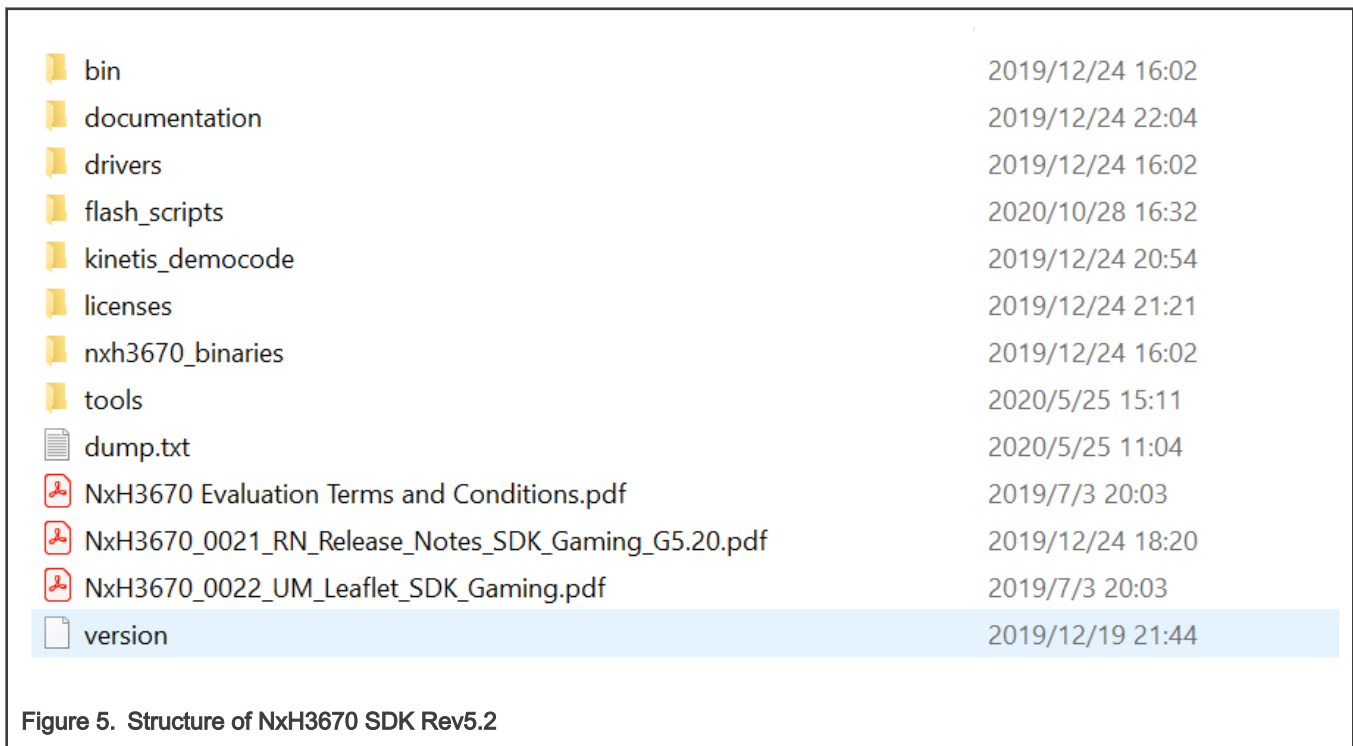 bin 2019/12/24 16:02
documentation 2019/12/24 22:04
drivers 2019/12/24 16:02
flash_scripts 2020/10/28 16:32
kinetis_democode 2019/12/24 20:54
licenses 2019/12/24 21:21
nxh3670_binaries 2019/12/24 16:02
tools 2020/5/25 15:11
dump.txt 2020/5/25 11:04
NxH3670 Evaluation Terms and Conditions.pdf 2019/7/3 20:03
NxH3670_0021_RN_Release_Notes_SDK_Gaming_G5.20.pdf 2019/12/24 18:20
NxH3670_0022_UM_Leaflet_SDK_Gaming.pdf 2019/7/3 20:03
version 2019/12/19 21:44
Figure 5. Structure of NxH3670 SDK Rev5.2